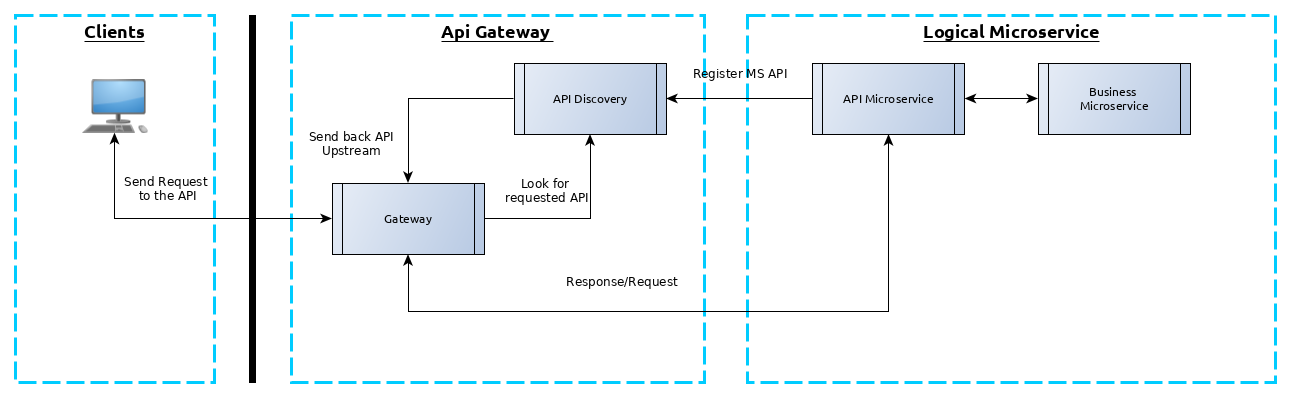 Clients
Api Gateway
Logical Microservice
Register MS API
API Discovery
API Microservice
Business
Microservice
Send back API
Upstream
Send Request
to the API
Look for
requested API
Gateway
Response/Request